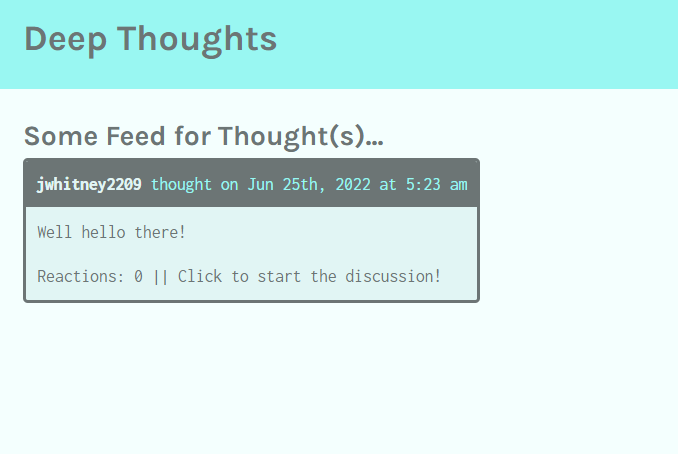 Deep Thoughts
Some Feed for Thought(s)...
jwhitney2209 thought on Jun 25th, 2022 at 5:23 am
Well hello there!
Reactions: 0 || Click to start the discussion!